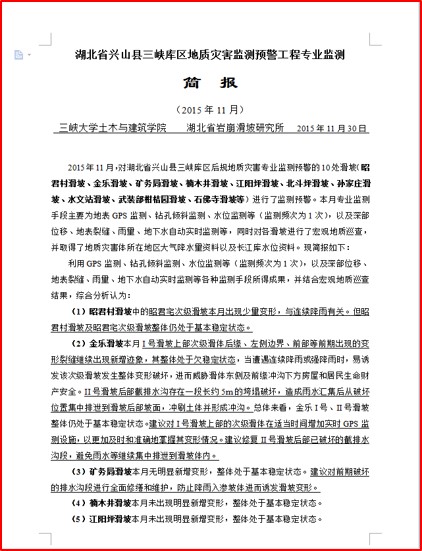 湖北省兴山县三峡库区地质灾害监测预警工程专业监测
简 报
（2015 年 11 月）
三峡大学土木与建筑学院 湖北省岩崩滑坡研究所 2015 年 11 月 30 日
2015 年 11 月,对湖北省兴山县三峡库区后规地质灾害专业监测预警的 10 处滑坡（昭
君村滑坡、金乐滑坡、矿务局滑坡、楠木井滑坡、江阳坪滑坡、北斗坪滑坡、孙家庄滑
坡、水文站滑坡、武装部柑桔园滑坡、石佛寺滑坡等）进行了监测预警。本月专业监测
手段主要为地表 GPS 监测、钻孔倾斜监测、水位监测等（监测频次为 1 次），以及深部
位移、地表裂缝、雨量、地下水自动实时监测等，同时对各滑坡进行了宏观地质巡查，
并取得了地质灾害体所在地区大气降水量资料以及长江库水位资料。现简报如下：
利用 GPS 监测、钻孔倾斜监测、水位监测等（监测频次为 1 次），以及深部位移、
地表裂缝、雨量、地下水自动实时监测等各种监测手段所得成果，并结合宏观地质巡查
结果，综合分析认为：
（1）昭君村滑坡中的昭君宅次级滑坡本月出现少量变形，与连续降雨有关。但昭
君村滑坡及昭君宅次级滑坡整体仍处于基本稳定状态。
（2）金乐滑坡本月 I 号滑坡上部次级滑体后缘、左侧边界、前部等前期出现的变
形裂缝继续出现新增迹象，其整体处于欠稳定状态，当遭遇连续降雨或强降雨时，易诱
发该次级滑坡发生整体变形破坏，进而威胁滑体东侧及前缘冲沟下方房屋和居民生命财
产安全。II 号滑坡后部截排水沟存在一段长约 5m 的垮塌破坏，造成雨水汇集后从破坏
位置集中排泄到滑坡后部坡面，冲刷土体并形成冲沟。总体来看，金乐 I 号、II 号滑坡
整体仍处于基本稳定状态。建议对 I 号滑坡上部的次级滑体在适当时间增加实时 GPS 监
测设施，以更加及时和准确地掌握其变形情况。建议修复 II 号滑坡后部已破坏的截排水
沟段，避免雨水等继续集中排泄到滑坡体内。
（3）矿务局滑坡本月无明显新增变形，整体处于基本稳定状态。建议对前期破坏
的排水沟段进行全面修缮和维护，防止降雨入渗坡体进而诱发滑坡变形。
（4）楠木井滑坡本月未出现明显新增变形，整体处于基本稳定状态。
（5）江阳坪滑坡本月未出现明显新增变形，整体处于基本稳定状态。